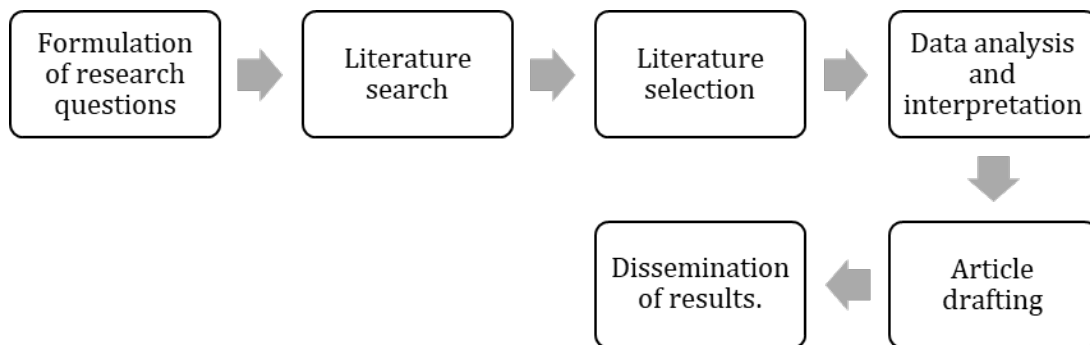 Formulation
of research
questions
Literature
search
Literature
selection
Data analysis
and
interpretation
Article
drafting
Dissemination
of results.